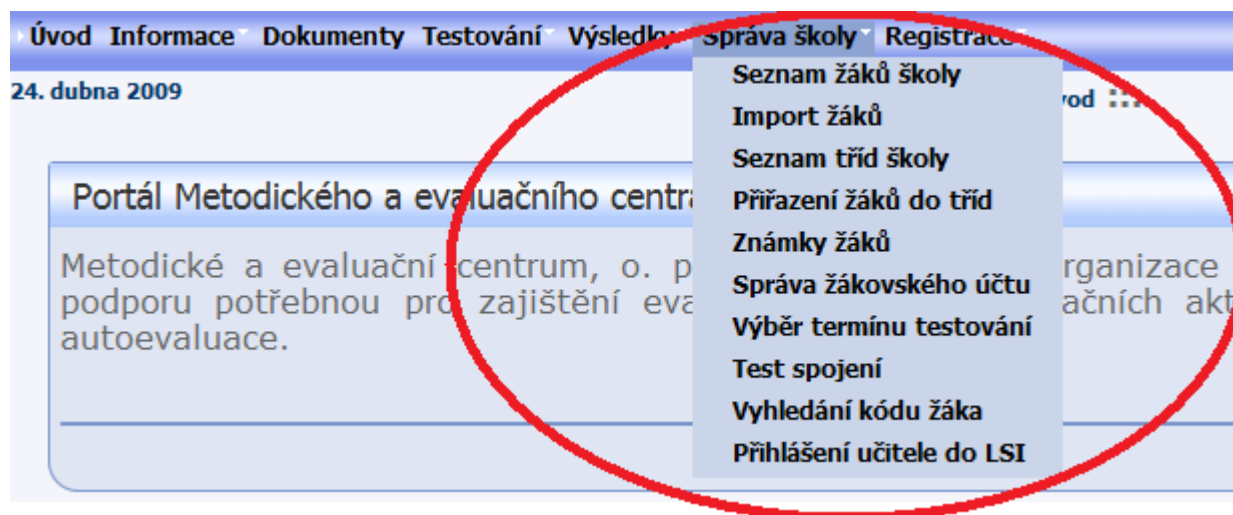 Úvod Informace Dokumenty Testování Výsledky Správa školy Registrace
24. dubna 2009
Seznam žáků školy
Import žáků
Seznam tříd školy
Přiřazení žáků do tříd
Známky žáků
Správa žákovského účtu
Výběr termínu testování
Test spojení
Vyhledání kódu žáka
Přihlášení učitele do LSI
vod :::
Portál Metodického a evaluačního centr
Metodické a evaluační centrum, o. p rganizace
podporu potřebnou pro zajištění eva ačních akt
autoevaluace.